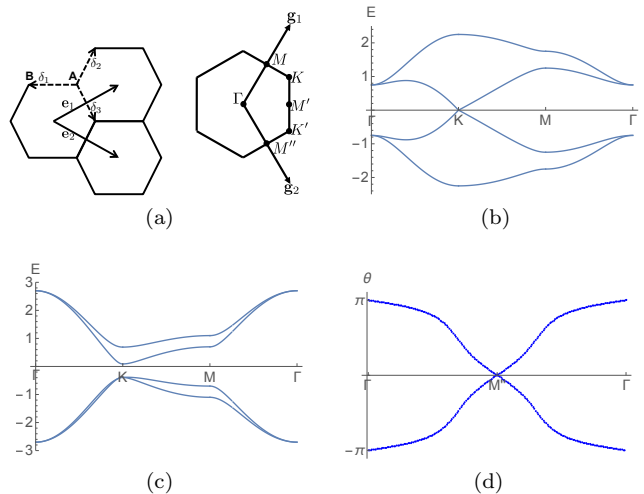 B δ₁ A δ₂
e₁ δ₃
e₂
g₁
M
K
Γ M′
K′
M″
g₂
(a)
E
2
1
Γ K M Γ
−1
−2
(b)
E
3
2
1
Γ K M Γ
−1
−2
−3
(c)
θ
π
Γ M" Γ
−π
(d)